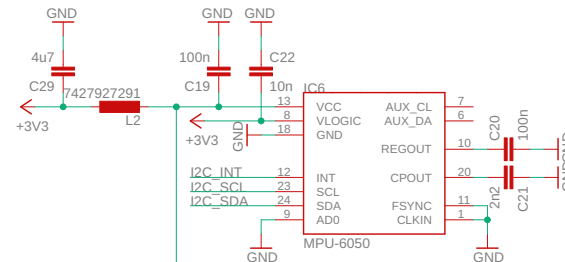 GND
GND
GND
4u7
C29
100n
C19
C22
10n
7427927291
L2
+3V3
+3V3
GND
IC6
13
8
18
12
23
24
9
VCC
VLOGIC
GND
INT
SCL
SDA
AD0
I2C_INT
I2C_SCL
I2C_SDA
AUX_CL
AUX_DA
REGOUT
CPOUT
FSYNC
CLKIN
7
6
10
20
11
1
C20
100n
2n2
C21
GND
GND
MPU-6050
GND
GND